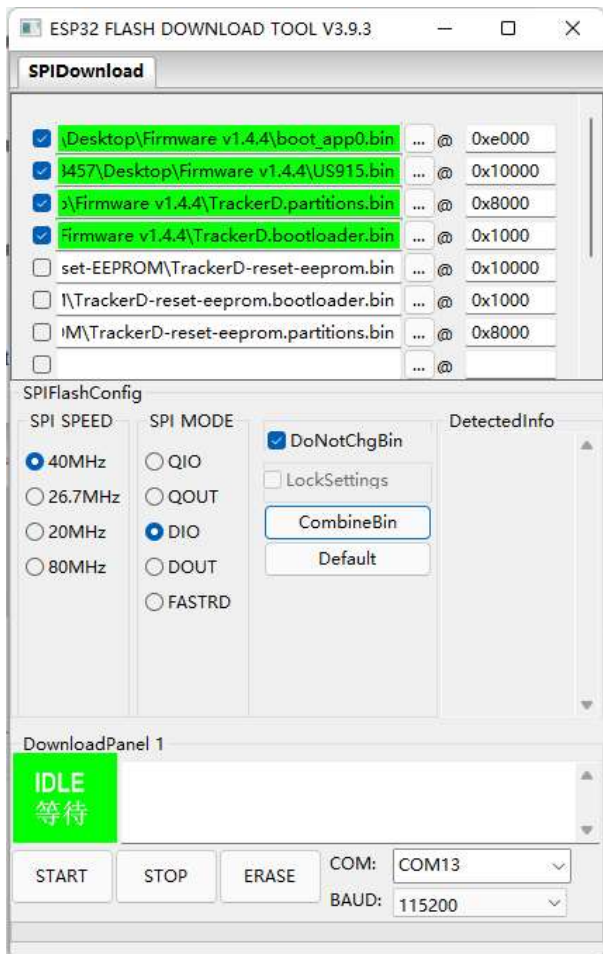 ESP32 FLASH DOWNLOAD TOOL V3.9.3
SPIDownload
\Desktop\Firmware v1.4.4\boot_app0.bin ... @ 0xe000
3457\Desktop\Firmware v1.4.4\US915.bin ... @ 0x10000
\Firmware v1.4.4\TrackerD.partitions.bin ... @ 0x8000
Firmware v1.4.4\TrackerD.bootloader.bin ... @ 0x1000
set-EEPROM\TrackerD-reset-eeprom.bin ... @ 0x10000
\TrackerD-reset-eeprom.bootloader.bin ... @ 0x1000
M\TrackerD-reset-eeprom.partitions.bin ... @ 0x8000
... @
SPIFlashConfig
SPI SPEED
40MHz
26.7MHz
20MHz
80MHz
SPI MODE
QIO
QOUT
DIO
DOUT
FASTRD
DoNotChgBin
LockSettings
CombineBin
Default
DetectedInfo
DownloadPanel 1
IDLE
等待
START STOP ERASE
COM: COM13
BAUD: 115200